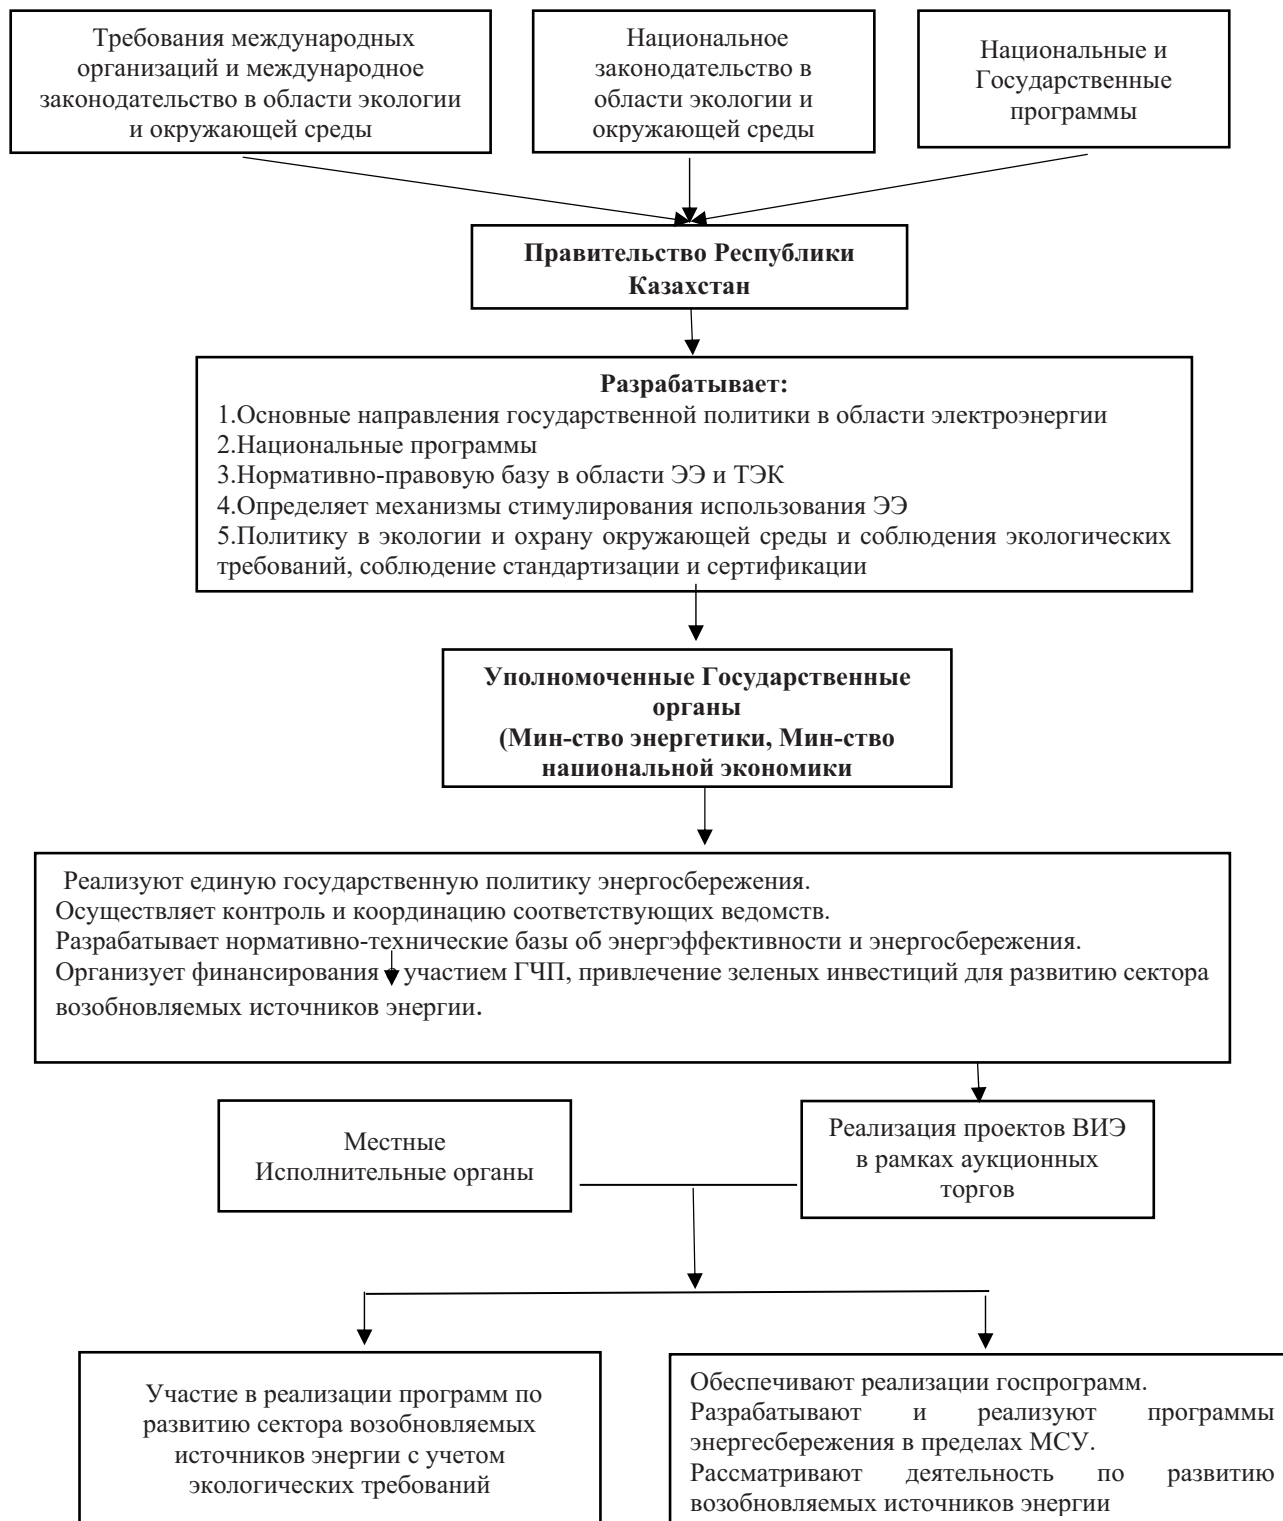 Требования международных
организаций и международное
законодательство в области экологии
и окружающей среды
Национальное
законодательство в
области экологии и
окружающей среды
Национальные и
Государственные
программы
Правительство Республики
Казахстан
Разрабатывает:
1.Основные направления государственной политики в области электроэнергии
2.Национальные программы
3.Нормативно-правовую базу в области ЭЭ и ТЭК
4.Определяет механизмы стимулирования использования ЭЭ
5.Политику в экологии и охрану окружающей среды и соблюдения экологических
требований, соблюдение стандартизации и сертификации
Уполномоченные Государственные
органы
(Мин-ство энергетики, Мин-ство
национальной экономики
Реализуют единую государственную политику энергосбережения.
Осуществляет контроль и координацию соответствующих ведомств.
Разрабатывает нормативно-технические базы об энергэффективности и энергосбережения.
Организует финансирования участием ГЧП, привлечение зеленых инвестиций для развитию сектора
возобновляемых источников энергии.
Местные
Исполнительные органы
Реализация проектов ВИЭ
в рамках аукционных
торгов
Участие в реализации программ по
развитию сектора возобновляемых
источников энергии с учетом
экологических требований
Обеспечивают реализации госпрограмм.
Разрабатывают и реализуют программы
энергесбережения в пределах МСУ.
Рассматривают деятельность по развитию
возобновляемых источников энергии